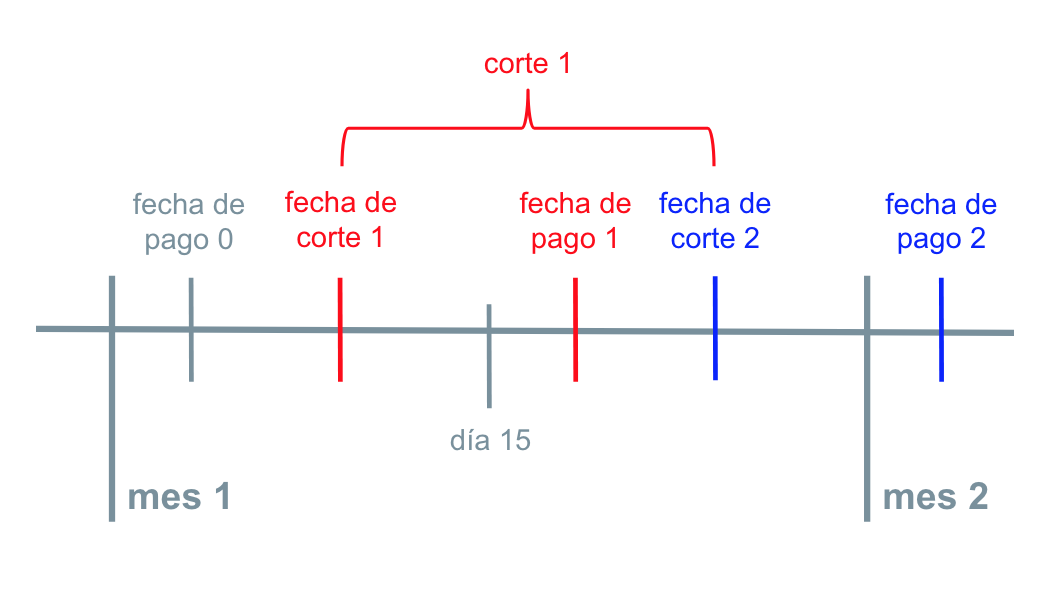 corte 1
fecha de
pago 0
fecha de
corte 1
fecha de
pago 1
fecha de
corte 2
fecha de
pago 2
día 15
mes 1
mes 2